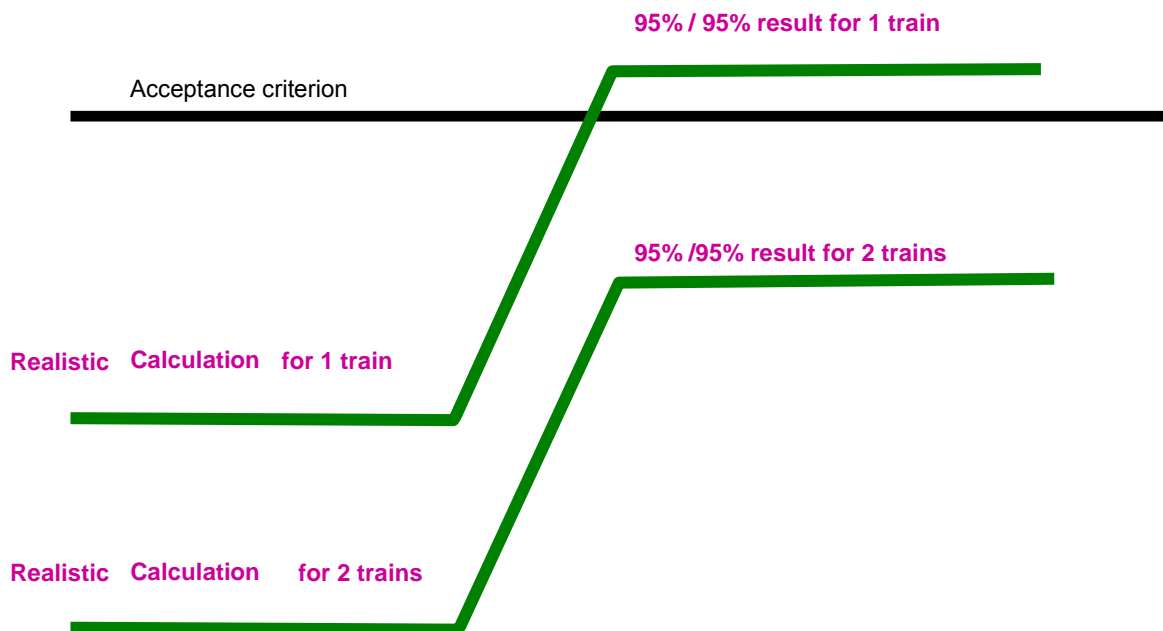 95% / 95% result for 1 train
Acceptance criterion
95% /95% result for 2 trains
Realistic Calculation for 1 train
Realistic Calculation for 2 trains